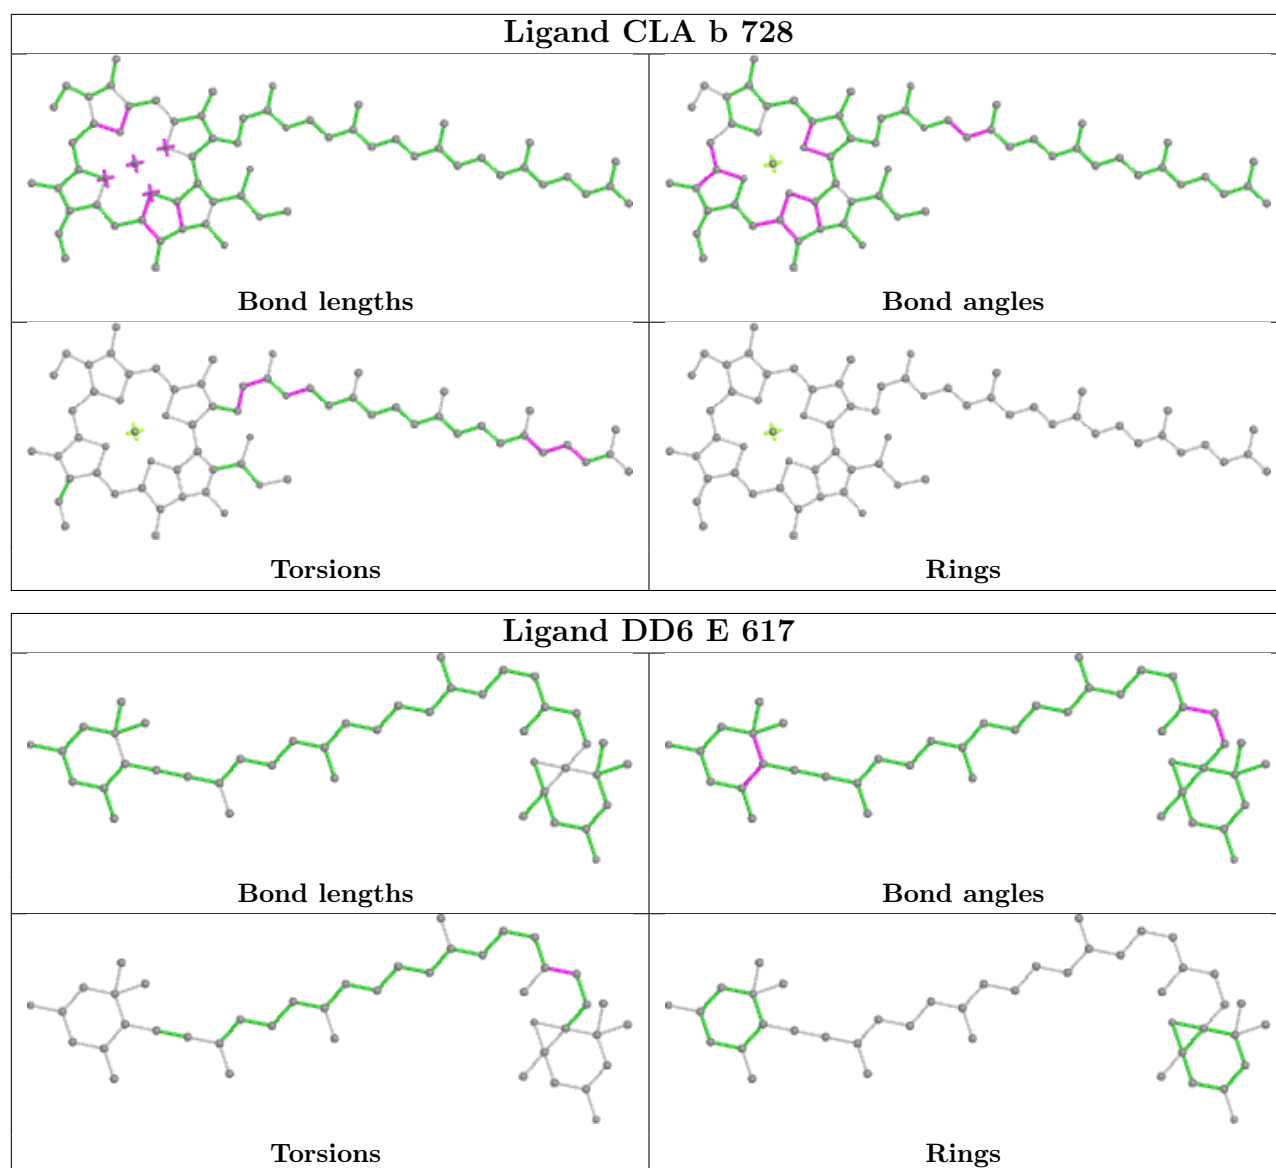 Ligand CLA b 728
Bond lengths
Bond angles
Torsions
Rings
Ligand DD6 E 617
Bond lengths
Bond angles
Torsions
Rings